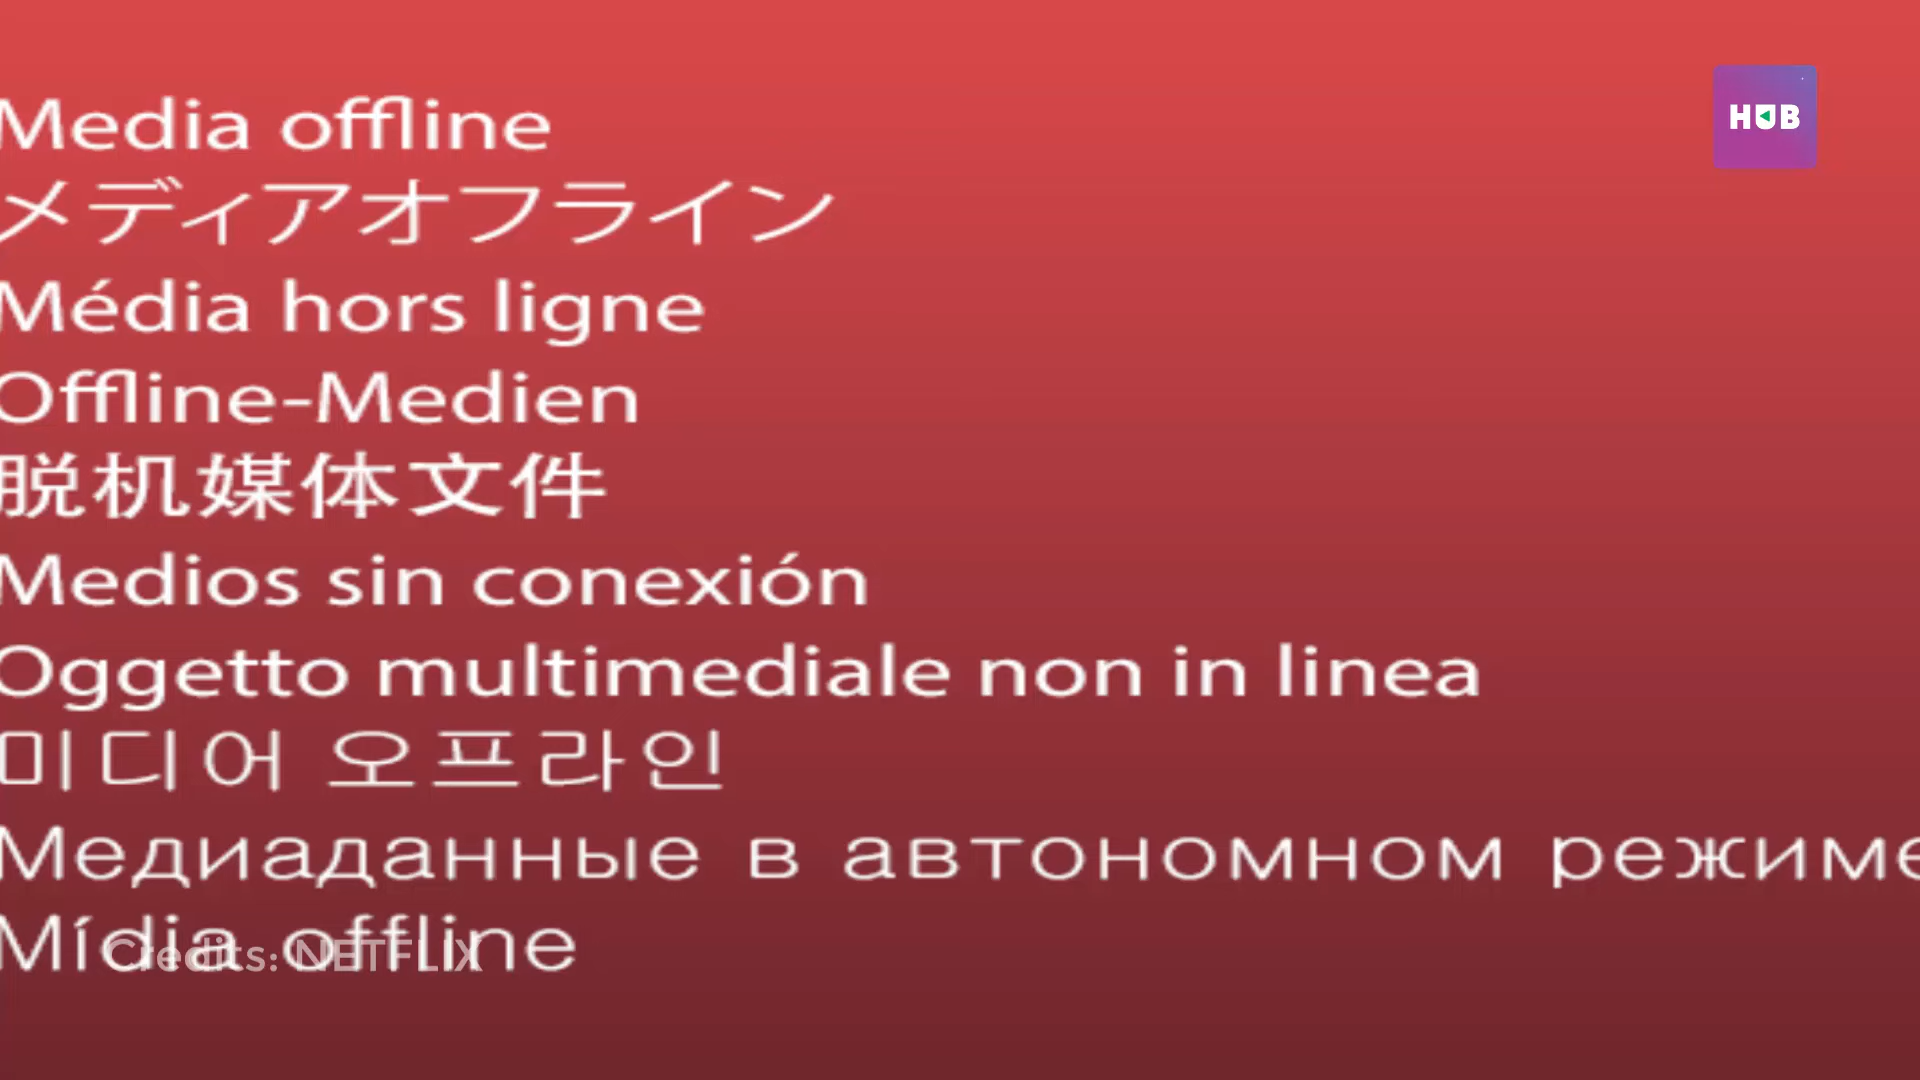 Media offline
HUB
メディアオフライン
Média hors ligne
Offline-Medien
脱机媒体文件
Medios sin conexión
Oggetto multimediale non in linea
미디어 오프라인
Медиаданные в автономном режиме
Mídia offline
Credits: NETFLIX